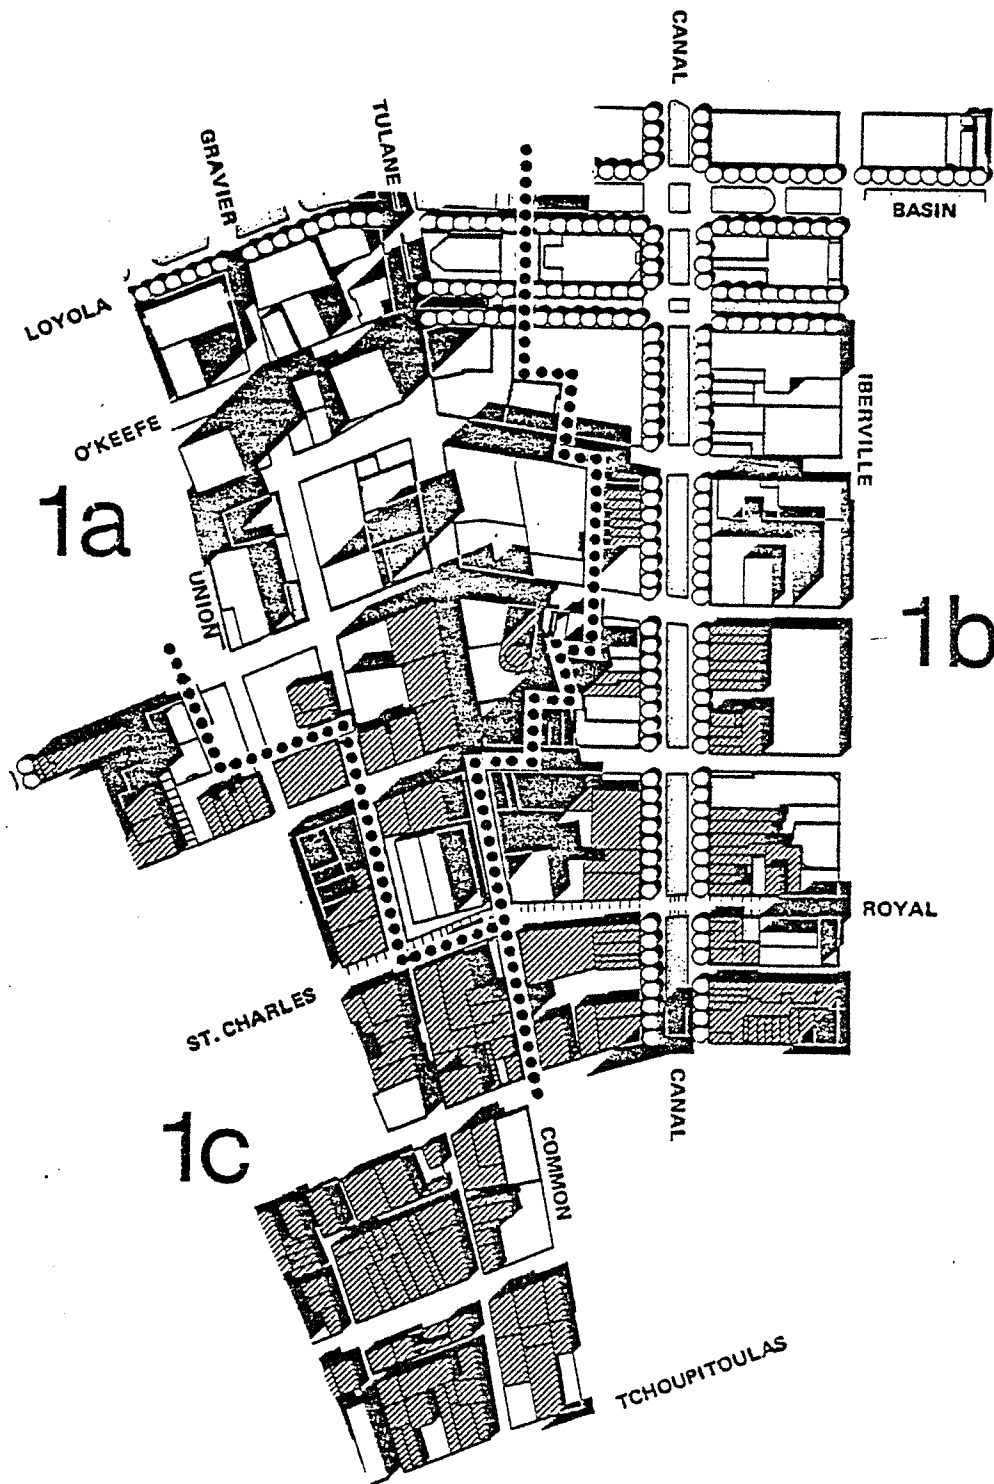 CANAL
TULANE
GRAVIER
BASIN
LOYOLA
IBERVILLE
O'KEEFE
1a
UNION
1b
ROYAL
ST. CHARLES
CANAL
1c
COMMON
TCHOUPITOULAS